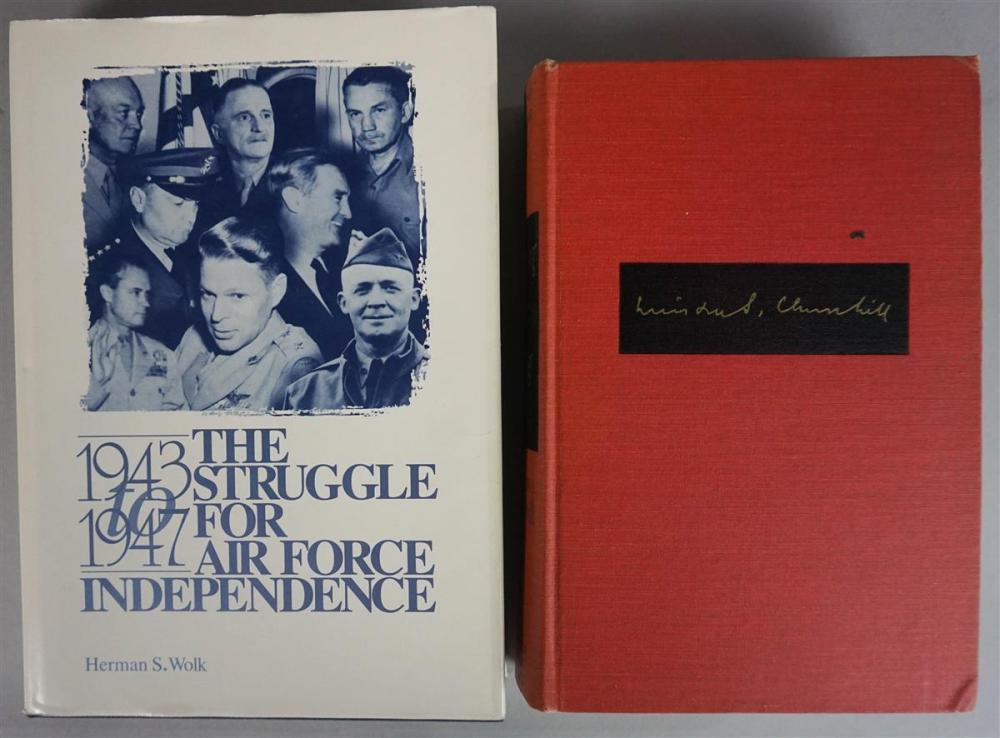 1943
to
1947
THE
STRUGGLE
FOR
AIR FORCE
INDEPENDENCE
Herman S. Wolk
Winston S. Churchill